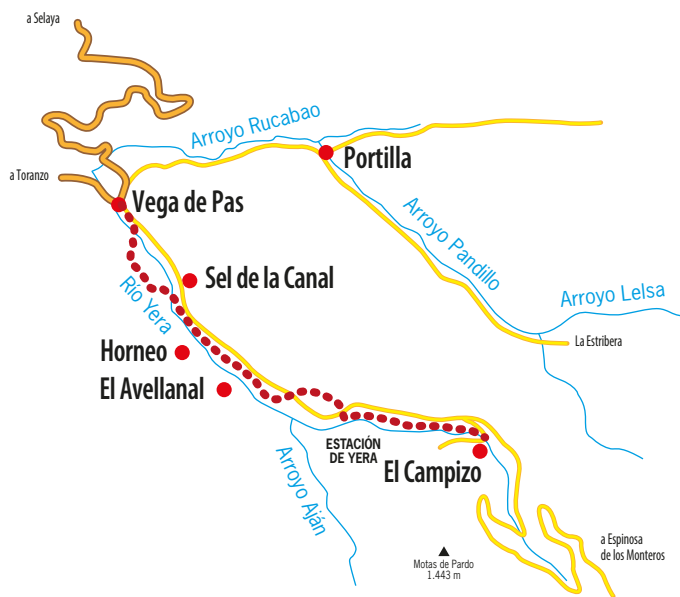 a Selaya
Arroyo Rucabao
Portilla
a Toranzo
Vega de Pas
Arroyo Pandillo
Sel de la Canal
Río Yera
Arroyo Lelsa
La Estribera
Horneo
El Avellanal
ESTACIÓN
DE YERA
El Campizo
Arroyo Aján
a Espinosa
de los Monteros
Motas de Pardo
1.443 m